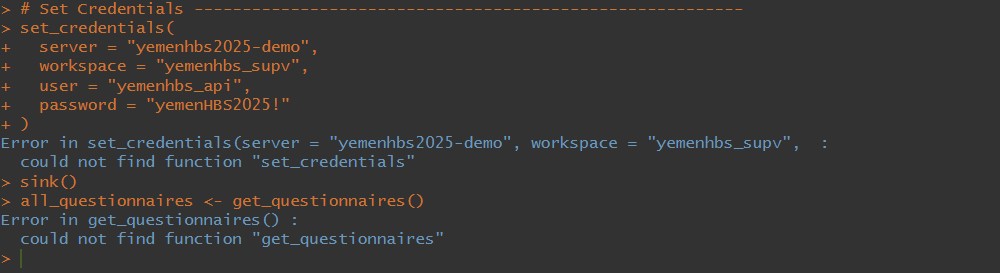 > # Set Credentials ---------------------------------------------------------
> set_credentials(
+   server = "yemenhbs2025-demo",
+   workspace = "yemenhbs_supv",
+   user = "yemenhbs_api",
+   password = "yemenHBS2025!"
+ )
Error in set_credentials(server = "yemenhbs2025-demo", workspace = "yemenhbs_supv",  :
  could not find function "set_credentials"
> sink()
> all_questionnaires <- get_questionnaires()
Error in get_questionnaires() :
  could not find function "get_questionnaires"
>